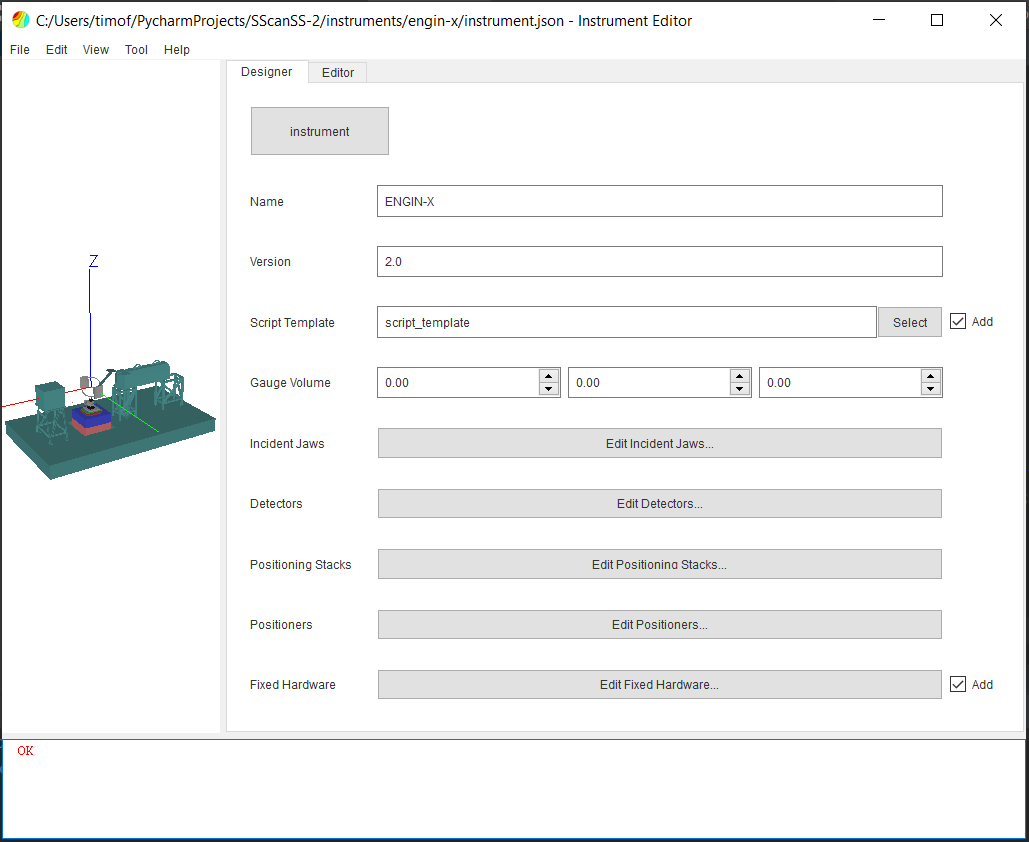 C:/Users/timof/PycharmProjects/SScanSS-2/instruments/engin-x/instrument.json - Instrument Editor
File Edit View Tool Help
Designer Editor
instrument
Name ENGIN-X
Version 2.0
Script Template script_template Select Add
Gauge Volume 0.00 0.00 0.00
Incident Jaws Edit Incident Jaws...
Detectors Edit Detectors...
Positioning Stacks Edit Positioning Stacks...
Positioners Edit Positioners...
Fixed Hardware Edit Fixed Hardware... Add
Z
OK